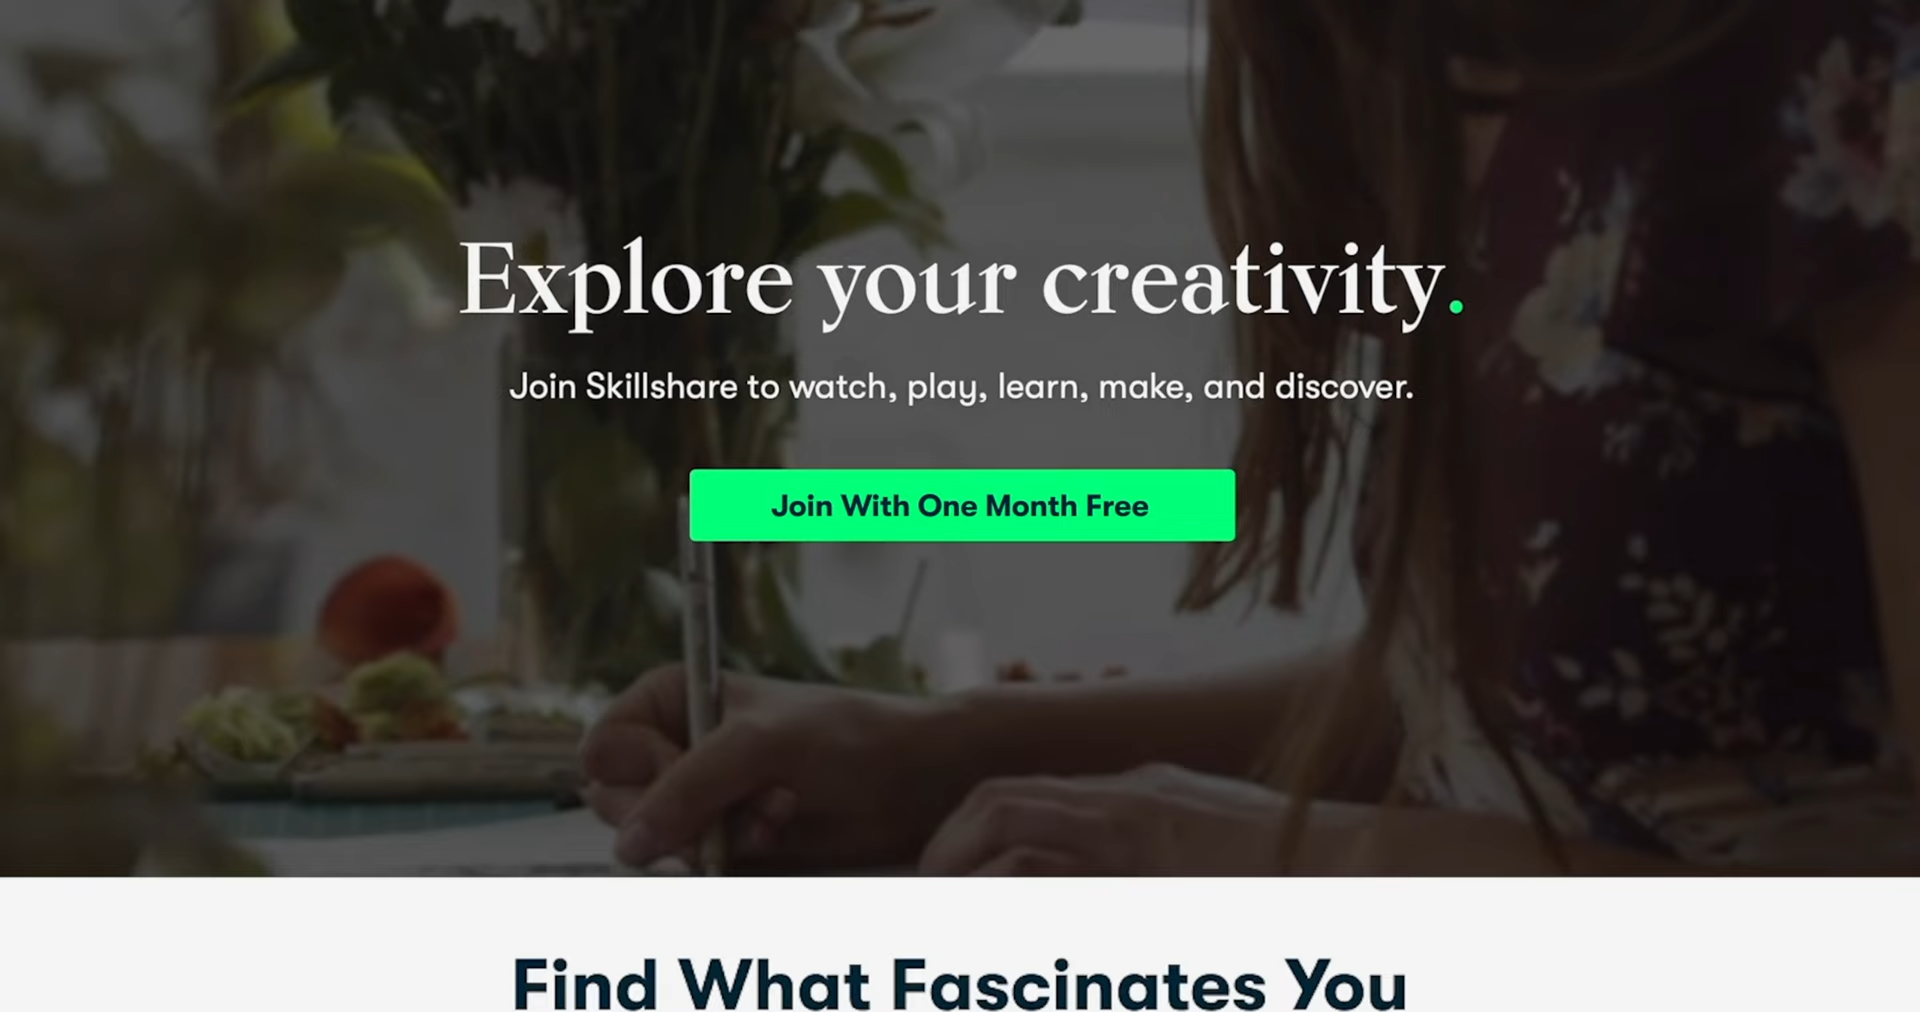 Explore your creativity.
Join Skillshare to watch, play, learn, make, and discover.
Join With One Month Free
Find What Fascinates You